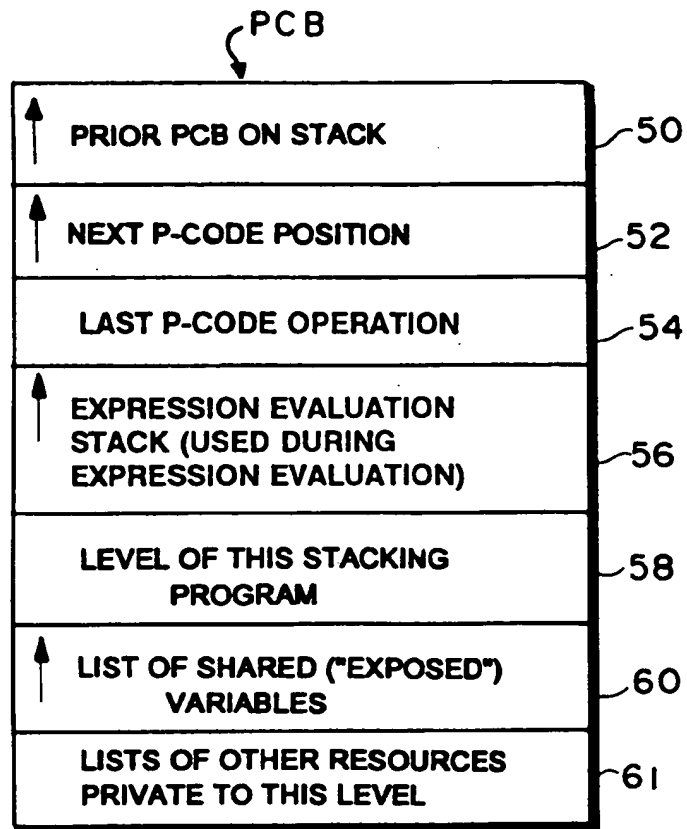 PCB
PRIOR PCB ON STACK
50
NEXT P-CODE POSITION
52
LAST P-CODE OPERATION
54
EXPRESSION EVALUATION
STACK (USED DURING
EXPRESSION EVALUATION)
56
LEVEL OF THIS STACKING
PROGRAM
58
LIST OF SHARED ("EXPOSED")
VARIABLES
60
LISTS OF OTHER RESOURCES
PRIVATE TO THIS LEVEL
61